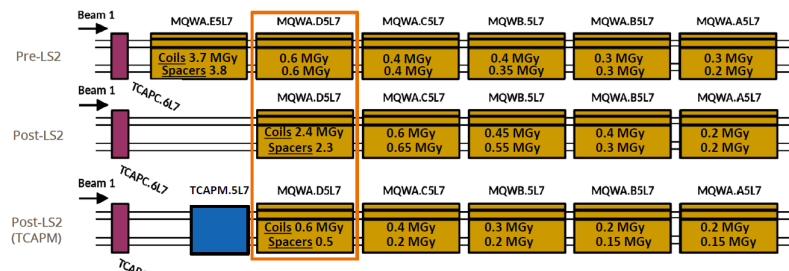 Beam 1
MQWA.E5L7 MQWA.D5L7 MQWA.C5L7 MQWB.5L7 MQWA.B5L7 MQWA.A5L7
Pre-LS2
Coils 3.7 MGy 0.6 MGy 0.4 MGy 0.4 MGy 0.3 MGy 0.3 MGy
Spacers 3.8 0.6 MGy 0.4 MGy 0.35 MGy 0.3 MGy 0.2 MGy
TCAPC.6L7
Beam 1
MQWA.D5L7 MQWA.C5L7 MQWB.5L7 MQWA.B5L7 MQWA.A5L7
Post-LS2
Coils 2.4 MGy 0.6 MGy 0.45 MGy 0.4 MGy 0.2 MGy
Spacers 2.3 0.65 MGy 0.55 MGy 0.3 MGy 0.2 MGy
TCAPC.6L7
Beam 1
TCAPM.5L7 MQWA.D5L7 MQWA.C5L7 MQWB.5L7 MQWA.B5L7 MQWA.A5L7
Post-LS2
(TCAPM)
Coils 0.6 MGy 0.4 MGy 0.3 MGy 0.2 MGy 0.2 MGy
Spacers 0.5 0.2 MGy 0.2 MGy 0.15 MGy 0.15 MGy